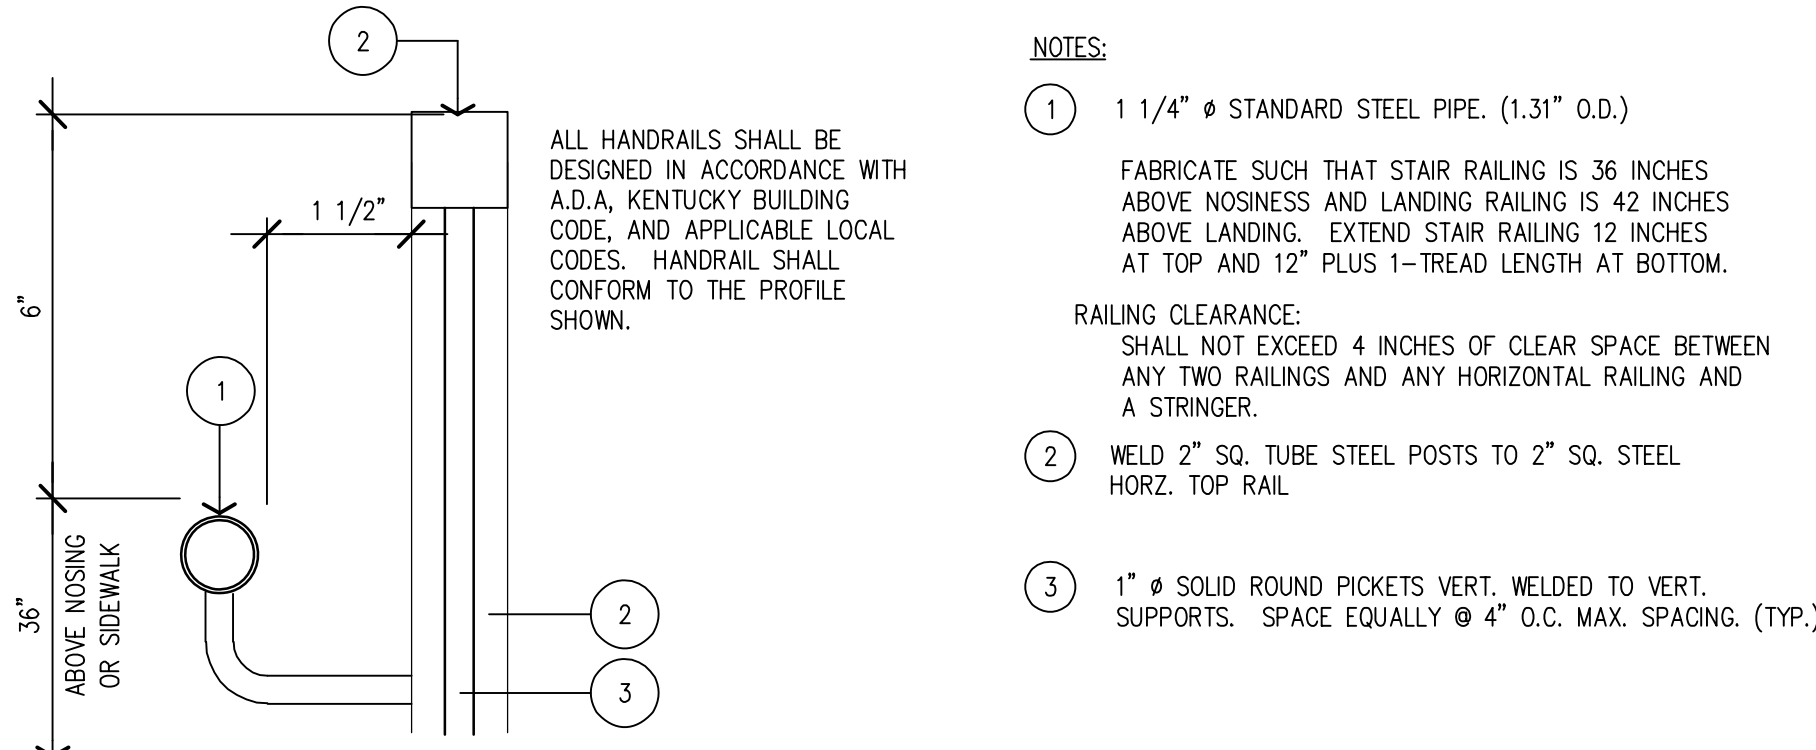 2
1 1/2”
6”
1
36”
ABOVE NOSING
OR SIDEWALK
2
3
ALL HANDRAILS SHALL BE
DESIGNED IN ACCORDANCE WITH
A.D.A, KENTUCKY BUILDING
CODE, AND APPLICABLE LOCAL
CODES. HANDRAIL SHALL
CONFORM TO THE PROFILE
SHOWN.
NOTES:
1 1 1/4” ø STANDARD STEEL PIPE. (1.31” O.D.)
FABRICATE SUCH THAT STAIR RAILING IS 36 INCHES
ABOVE NOSINESS AND LANDING RAILING IS 42 INCHES
ABOVE LANDING. EXTEND STAIR RAILING 12 INCHES
AT TOP AND 12” PLUS 1–TREAD LENGTH AT BOTTOM.
RAILING CLEARANCE:
SHALL NOT EXCEED 4 INCHES OF CLEAR SPACE BETWEEN
ANY TWO RAILINGS AND ANY HORIZONTAL RAILING AND
A STRINGER.
2 WELD 2” SQ. TUBE STEEL POSTS TO 2” SQ. STEEL
HORZ. TOP RAIL
3 1” ø SOLID ROUND PICKETS VERT. WELDED TO VERT.
SUPPORTS. SPACE EQUALLY @ 4” O.C. MAX. SPACING. (TYP.)